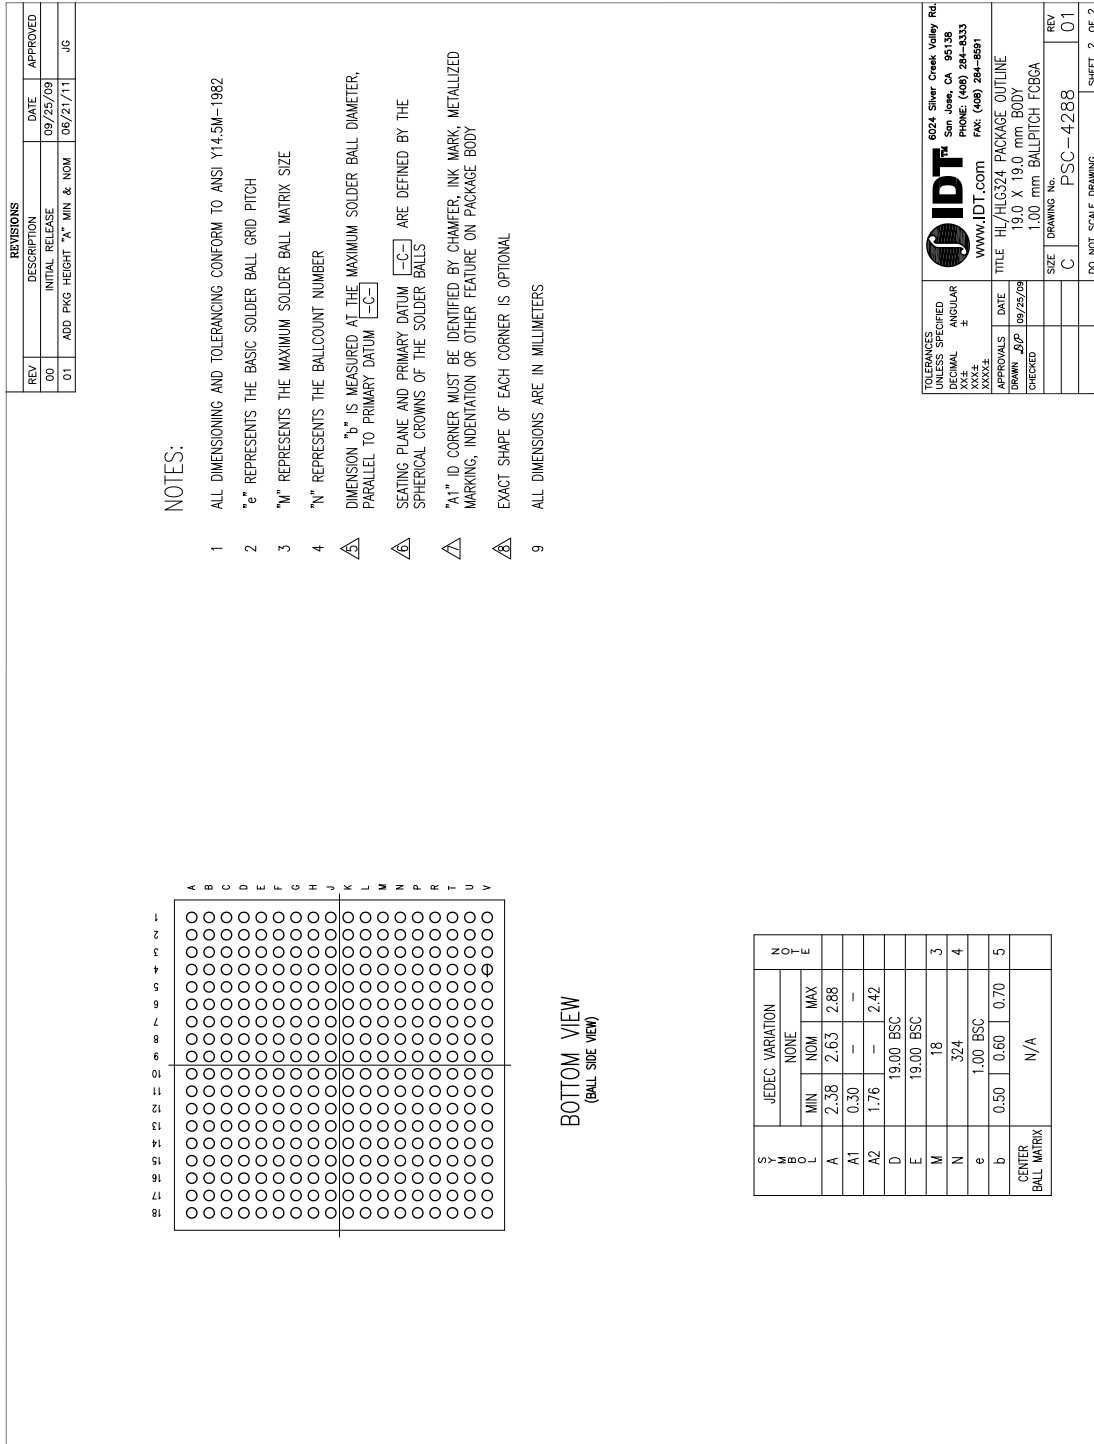 REVISIONS
REV DESCRIPTION DATE APPROVED
00 INITIAL RELEASE 09/25/09
01 ADD PKG HEIGHT "A" MIN & NOM 06/21/11 JG
NOTES:
1 ALL DIMENSIONING AND TOLERANCING CONFORM TO ANSI Y14.5M-1982
2 "e" REPRESENTS THE BASIC SOLDER BALL GRID PITCH
3 "M" REPRESENTS THE MAXIMUM SOLDER BALL MATRIX SIZE
4 "N" REPRESENTS THE BALLCOUNT NUMBER
5 DIMENSION "b" IS MEASURED AT THE MAXIMUM SOLDER BALL DIAMETER,
PARALLEL TO PRIMARY DATUM -C-
6 SEATING PLANE AND PRIMARY DATUM -C- ARE DEFINED BY THE
SPHERICAL CROWNS OF THE SOLDER BALLS
7 "A1" ID CORNER MUST BE IDENTIFIED BY CHAMFER, INK MARK, METALLIZED
MARKING, INDENTATION OR OTHER FEATURE ON PACKAGE BODY
8 EXACT SHAPE OF EACH CORNER IS OPTIONAL
9 ALL DIMENSIONS ARE IN MILLIMETERS
18 17 16 15 14 13 12 11 10 9 8 7 6 5 4 3 2 1
A
B
C
D
E
F
G
H
J
K
L
M
N
P
R
T
U
V
BOTTOM VIEW
(BALL SIDE VIEW)
SYMBOL JEDEC VARIATION NOTE
NONE
MIN NOM MAX
A 2.38 2.63 2.88
A1 0.30 - -
A2 1.76 - 2.42
D 19.00 BSC
E 19.00 BSC
M 18 3
N 324 4
e 1.00 BSC
b 0.50 0.60 0.70 5
CENTER
BALL MATRIX N/A
TOLERANCES
UNLESS SPECIFIED
DECIMAL ANGULAR
XX± ±
XXX±
XXXX±
APPROVALS DATE
DRAWN 09/25/09
CHECKED
IDT™
www.IDT.com
6024 Silver Creek Valley Rd.
San Jose, CA 95138
PHONE: (408) 284-8333
FAX: (408) 284-8591
TITLE HL/HLG324 PACKAGE OUTLINE
19.0 X 19.0 mm BODY
1.00 mm BALLPITCH FCBGA
SIZE DRAWING No. REV
C PSC-4288 01
DO NOT SCALE DRAWING SHEET 2 OF 2